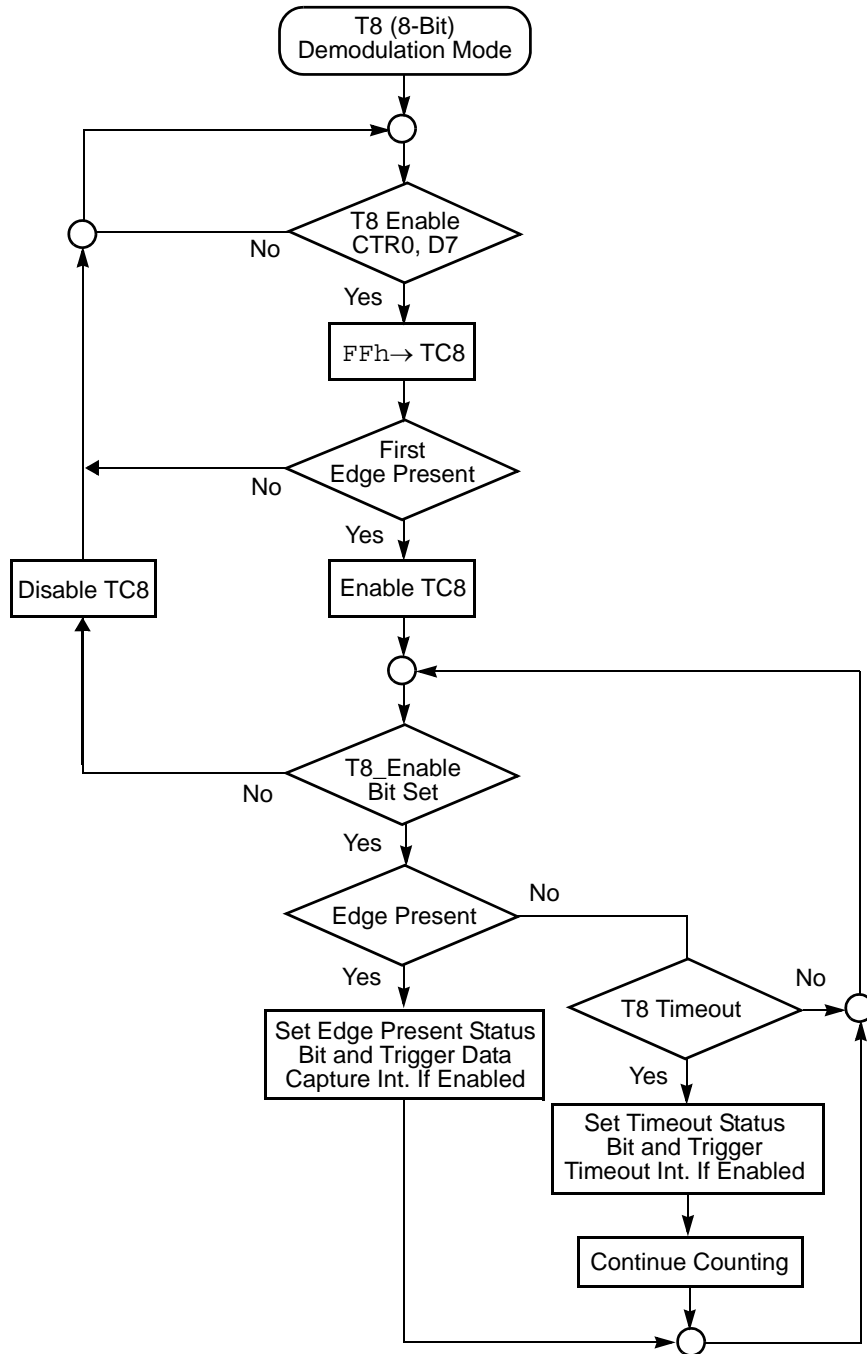 T8 (8-Bit)
Demodulation Mode
T8 Enable
CTR0, D7
No
Yes
FFh→ TC8
First
Edge Present
No
Yes
Disable TC8
Enable TC8
T8_Enable
Bit Set
No
Yes
Edge Present
No
Yes
T8 Timeout
No
Set Edge Present Status
Bit and Trigger Data
Capture Int. If Enabled
Yes
Set Timeout Status
Bit and Trigger
Timeout Int. If Enabled
Continue Counting